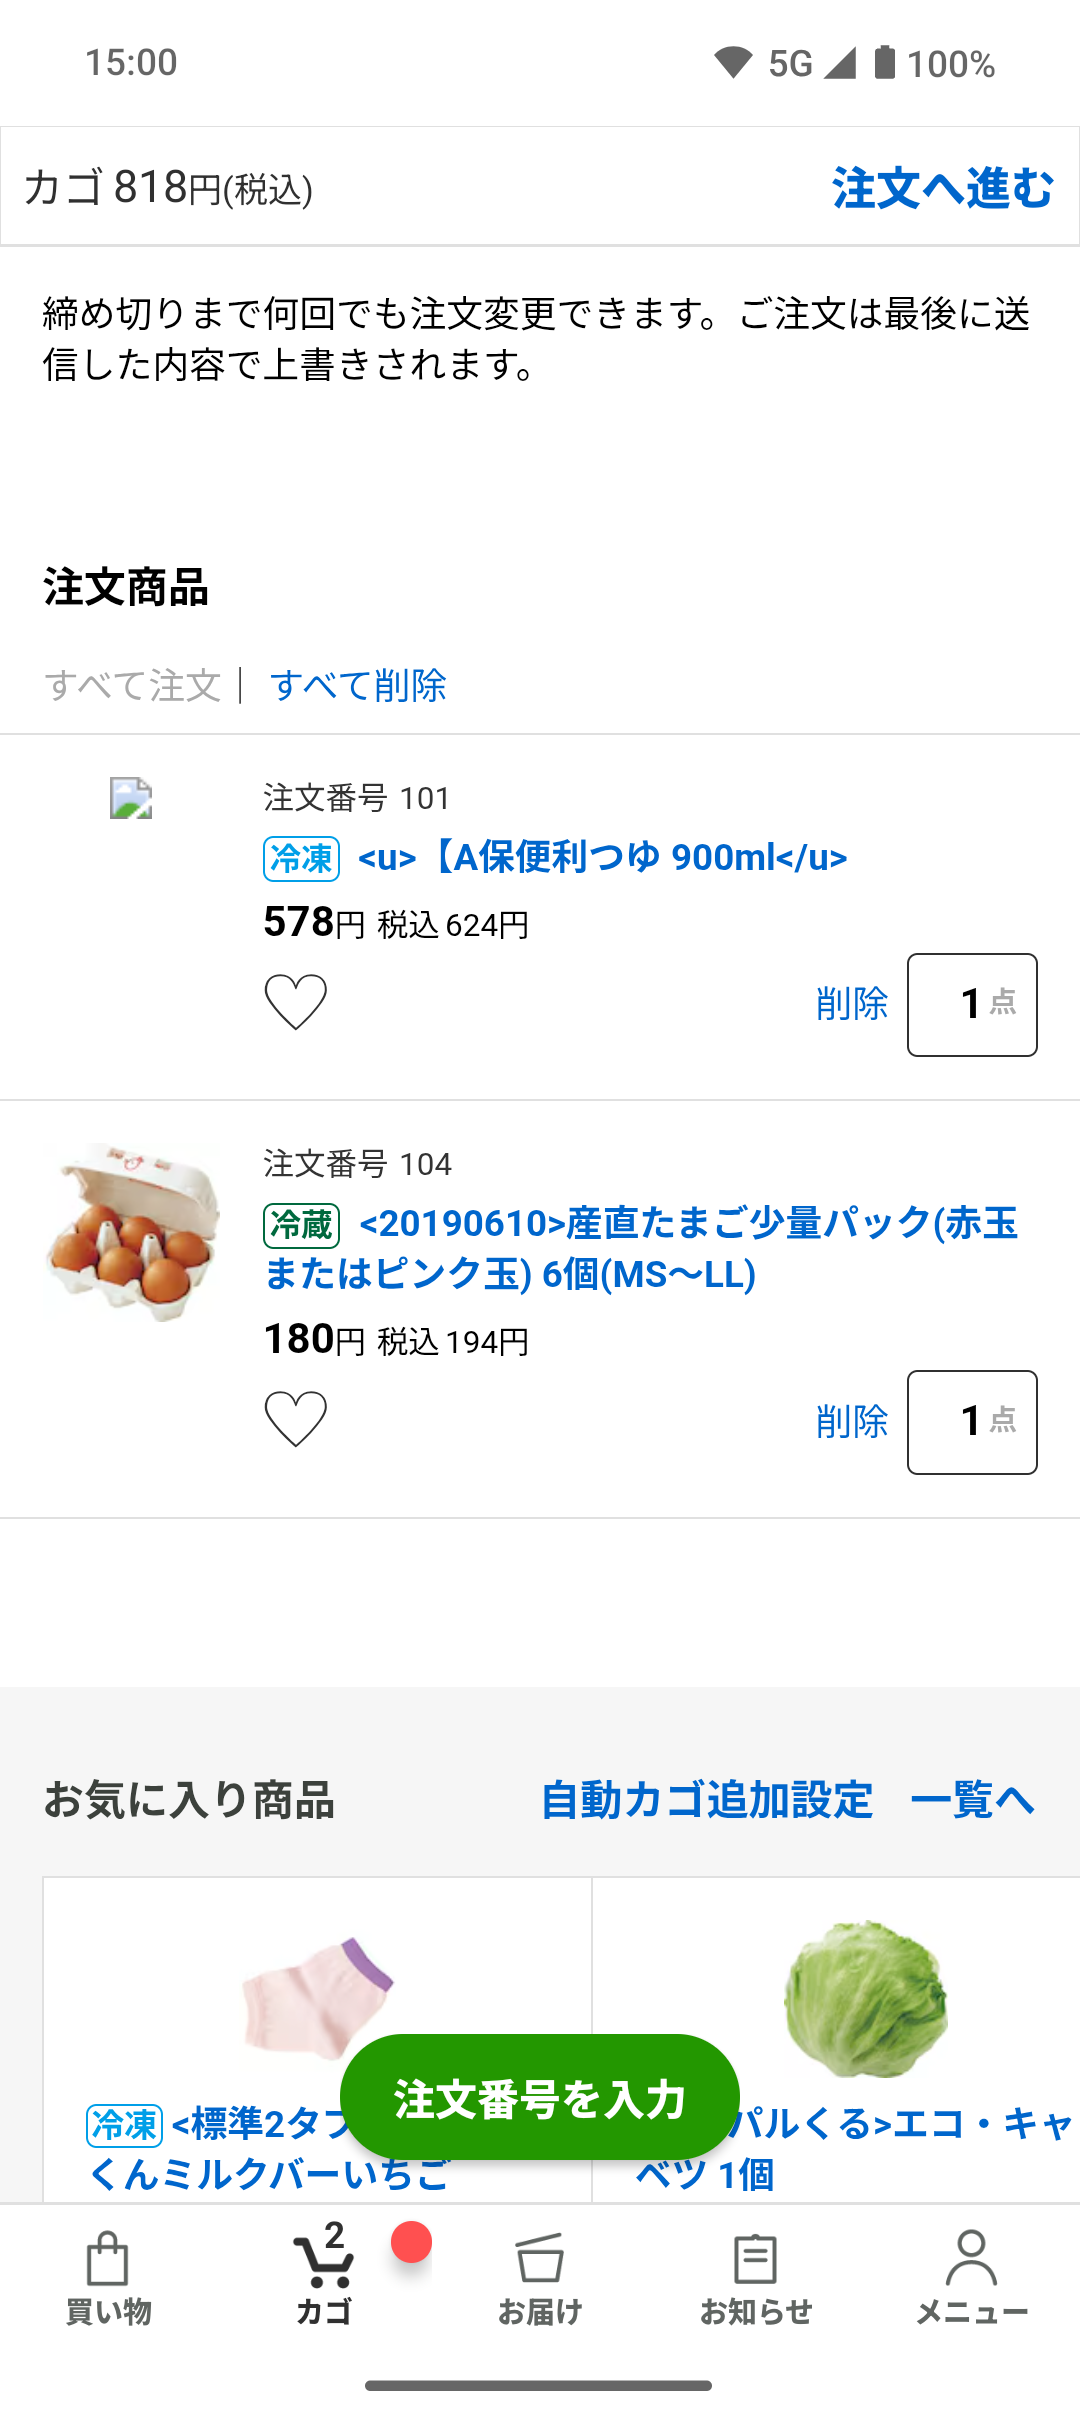 15:00
5G 100%
カゴ 818円(税込)
注文へ進む
締め切りまで何回でも注文変更できます。ご注文は最後に送
信した内容で上書きされます。
注文商品
すべて注文 | すべて削除
注文番号 101
冷凍 <u>【A保便利つゆ 900ml</u>
578円 税込 624円
削除 1 点
注文番号 104
冷蔵 <20190610>産直たまご少量パック(赤玉
またはピンク玉) 6個(MS〜LL)
180円 税込 194円
削除 1 点
お気に入り商品
自動カゴ追加設定 一覧へ
冷凍 <標準2タフ
くんミルクバーいちご
パルくる>エコ・キャ
ベツ 1個
注文番号を入力
2
買い物
カゴ
お届け
お知らせ
メニュー